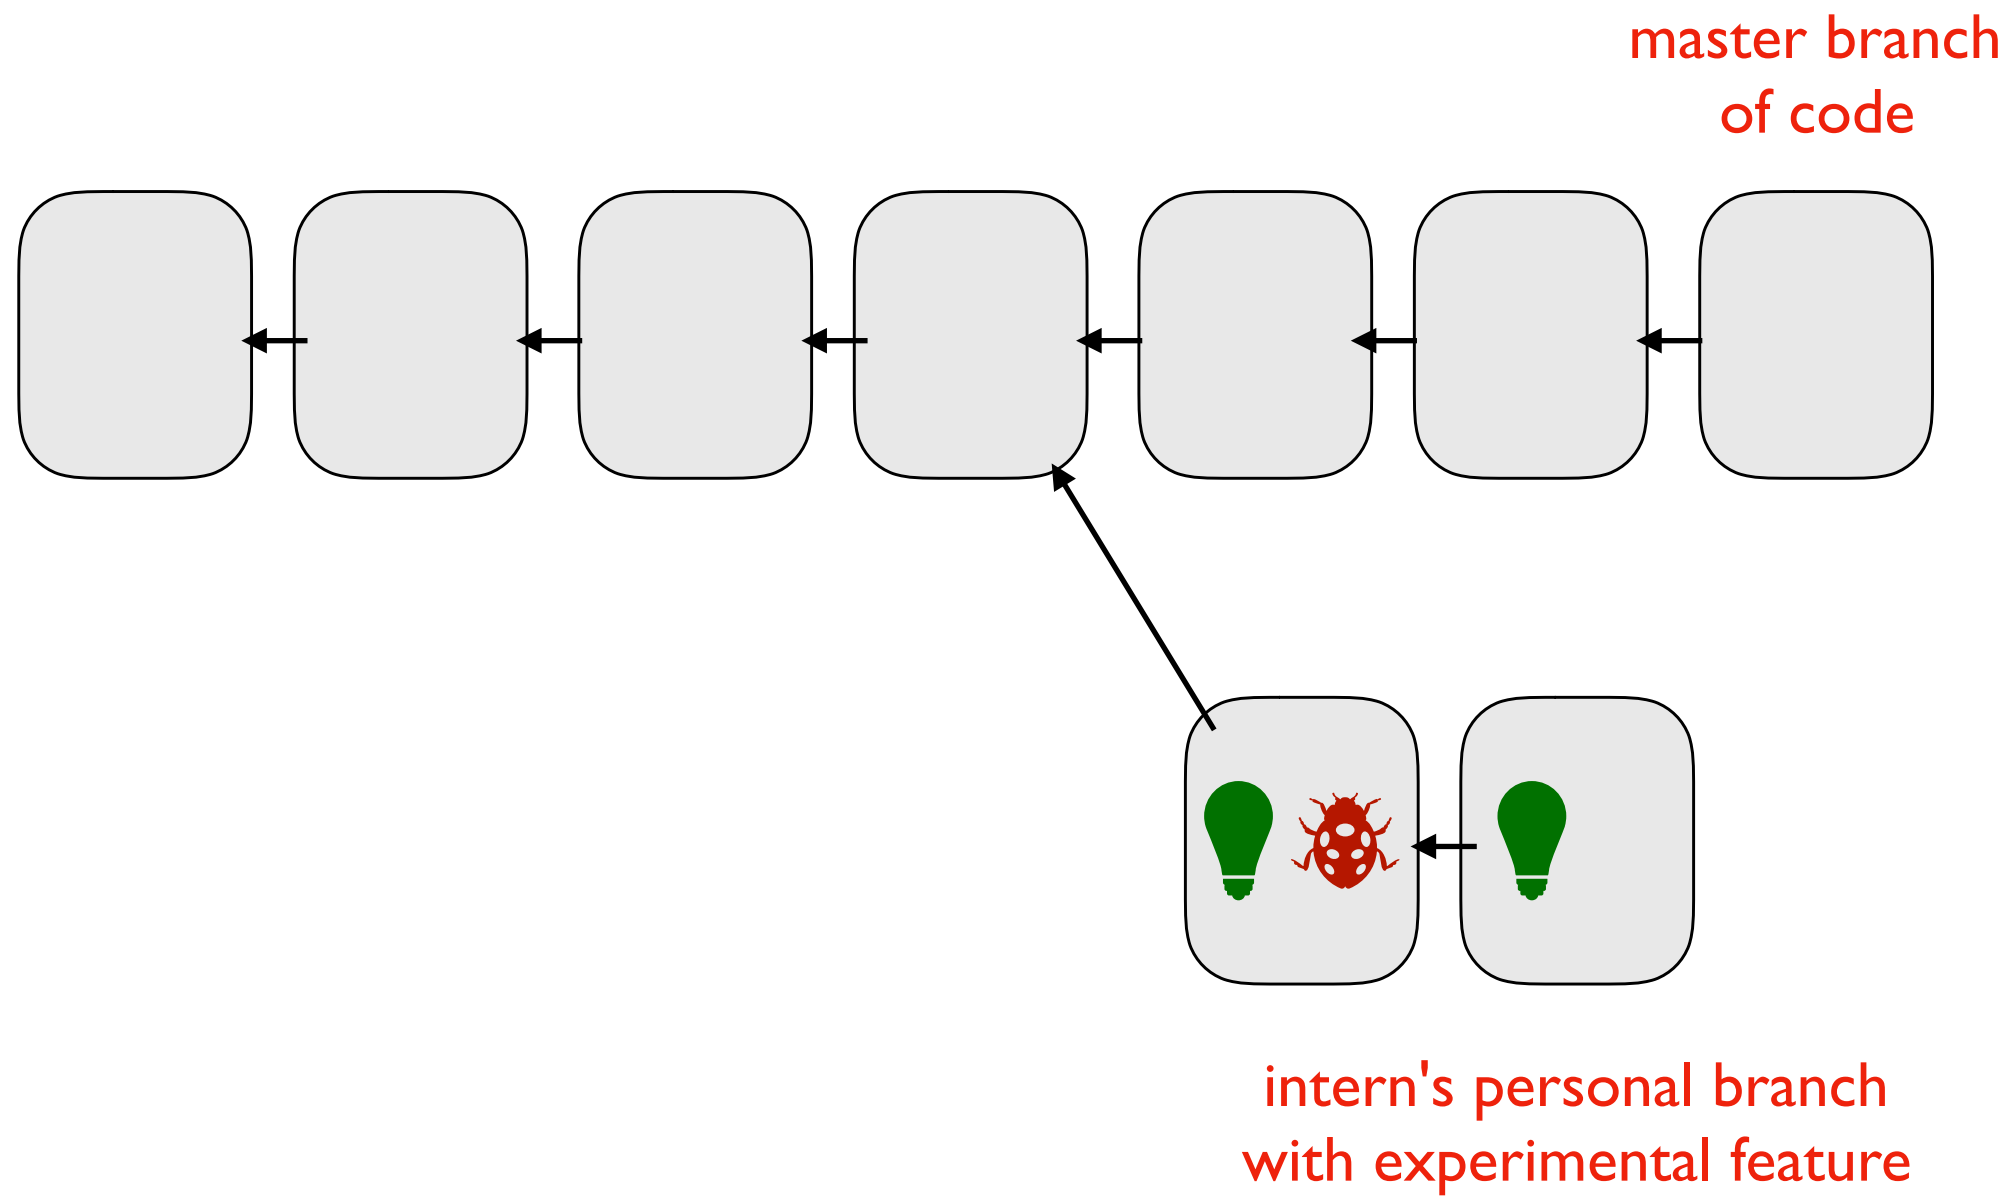 master branch
of code
intern's personal branch
with experimental feature